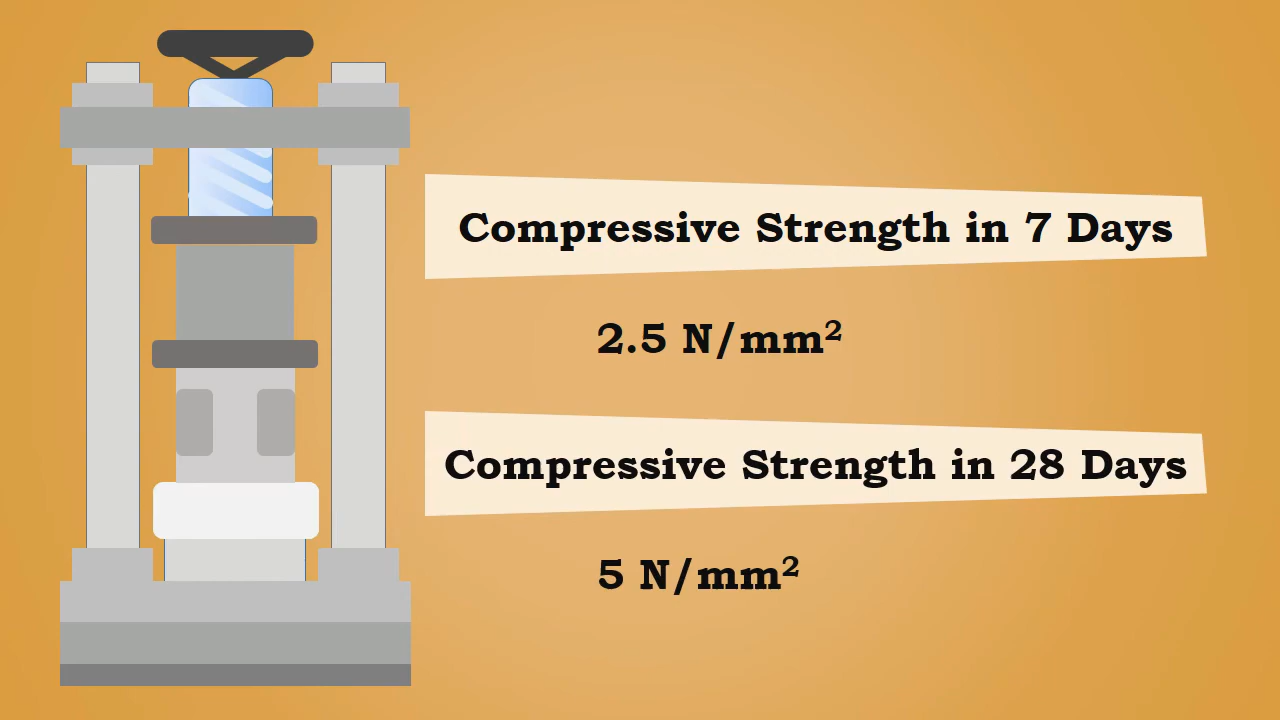 Compressive Strength in 7 Days
2.5 N/mm²
Compressive Strength in 28 Days
5 N/mm²